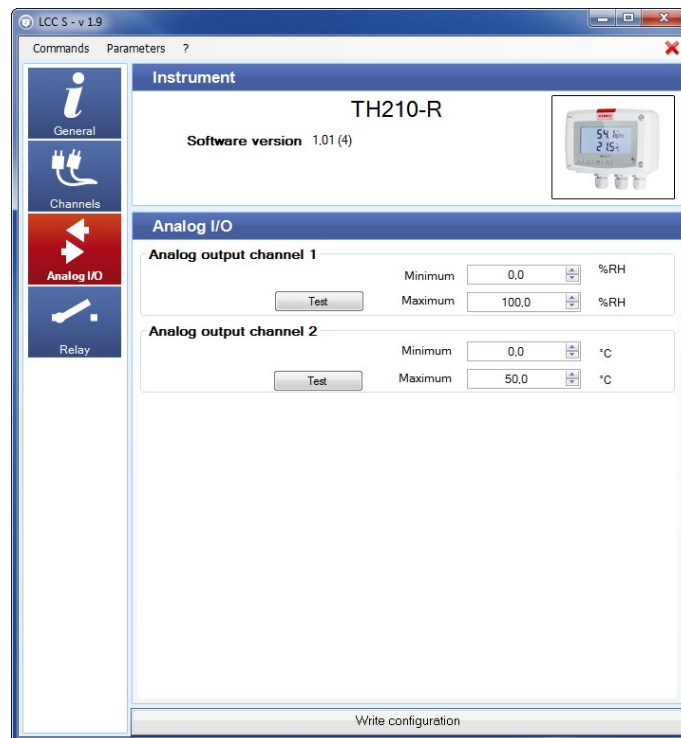 LCC S - v 1.9
Commands Parameters ?
General
Channels
Analog I/O
Relay
Instrument
TH210-R
Software version 1.01 (4)
KIMO
Analog I/O
Analog output channel 1
Minimum 0,0 %RH
Test Maximum 100,0 %RH
Analog output channel 2
Minimum 0,0 °C
Test Maximum 50,0 °C
Write configuration